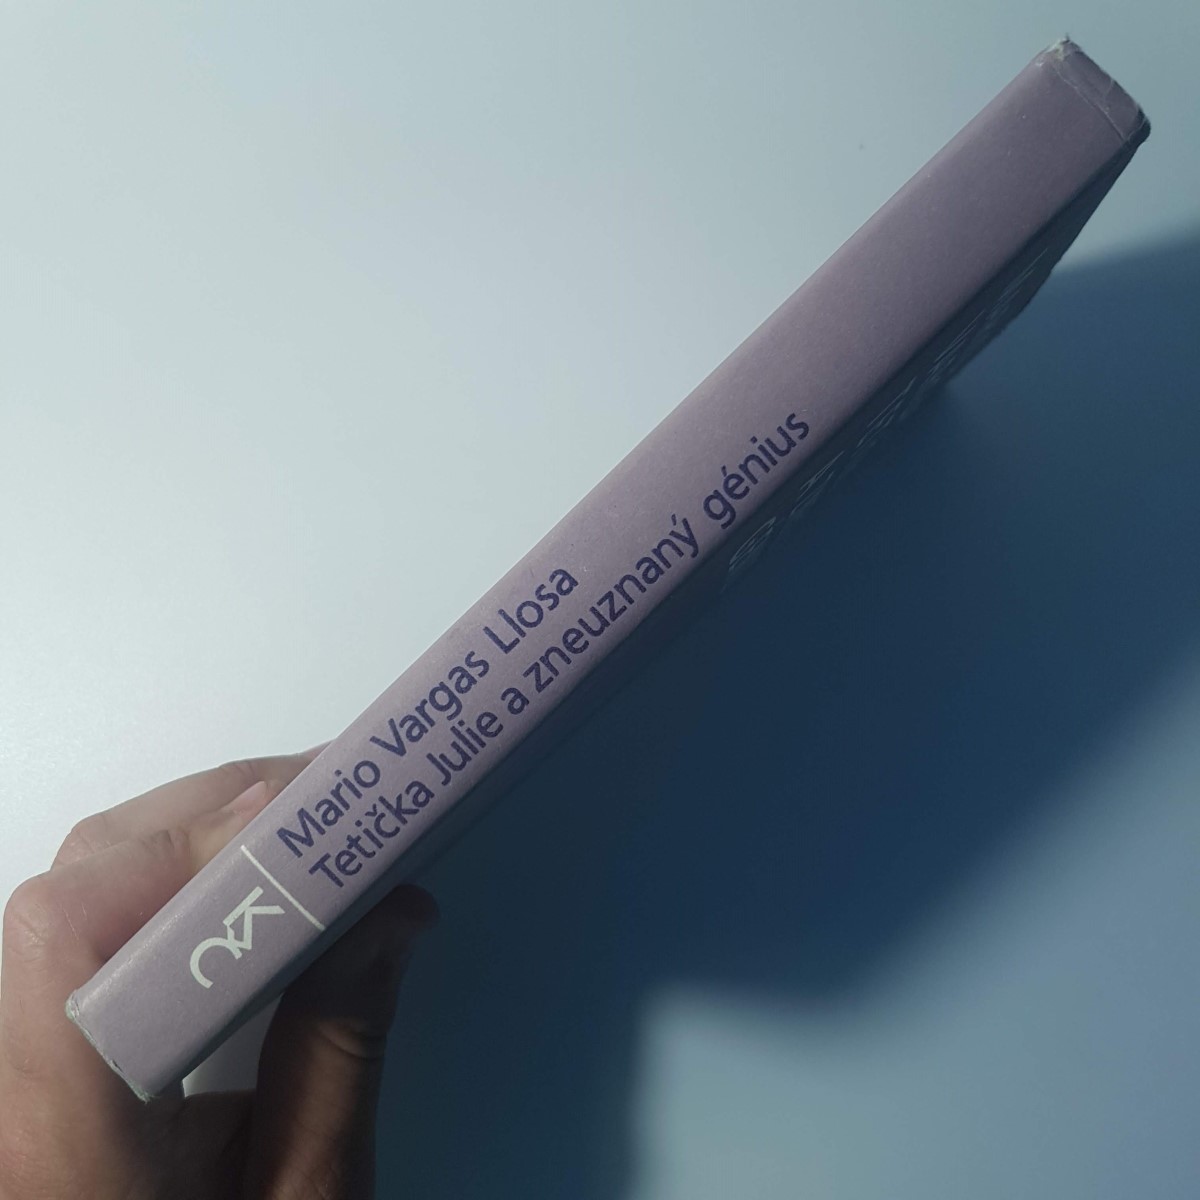 Mario Vargas Llosa
Tetička Julie a zneuznaný génius